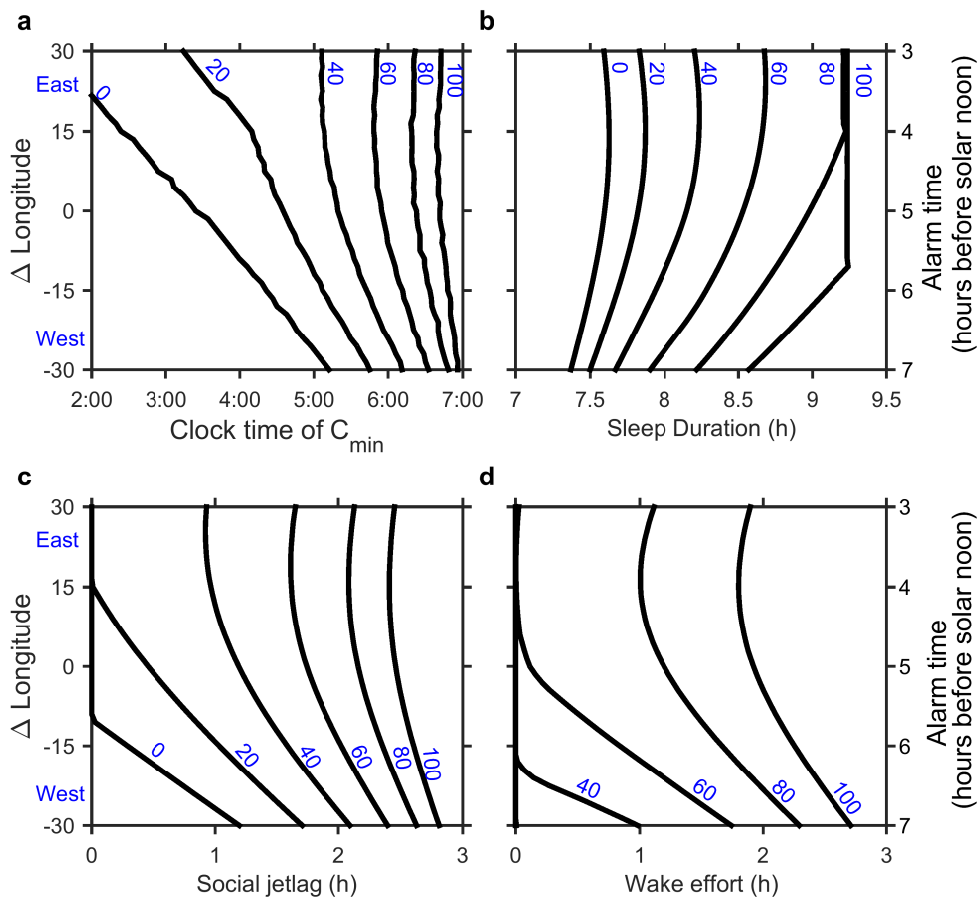 a
30
15
0
-15
-30
East
West
Δ Longitude
0
20
40
60
80
100
2:00 3:00 4:00 5:00 6:00 7:00
Clock time of Cmin
b
0
20
40
60
80
100
3
4
5
6
7
Alarm time
(hours before solar noon)
7 7.5 8 8.5 9 9.5
Sleep Duration (h)
c
30
15
0
-15
-30
East
West
Δ Longitude
0
20
40
60
80
100
0 1 2 3
Social jetlag (h)
d
40
60
80
100
3
4
5
6
7
Alarm time
(hours before solar noon)
0 1 2 3
Wake effort (h)